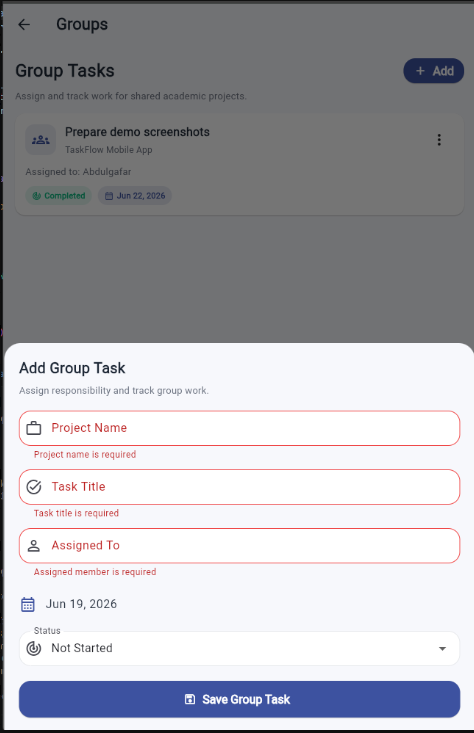 Groups
Group Tasks
Add
Assign and track work for shared academic projects.
Prepare demo screenshots
TaskFlow Mobile App
Assigned to: Abdulgafar
Completed
Jun 22, 2026
Add Group Task
Assign responsibility and track group work.
Project Name
Project name is required
Task Title
Task title is required
Assigned To
Assigned member is required
Jun 19, 2026
Status
Not Started
Save Group Task